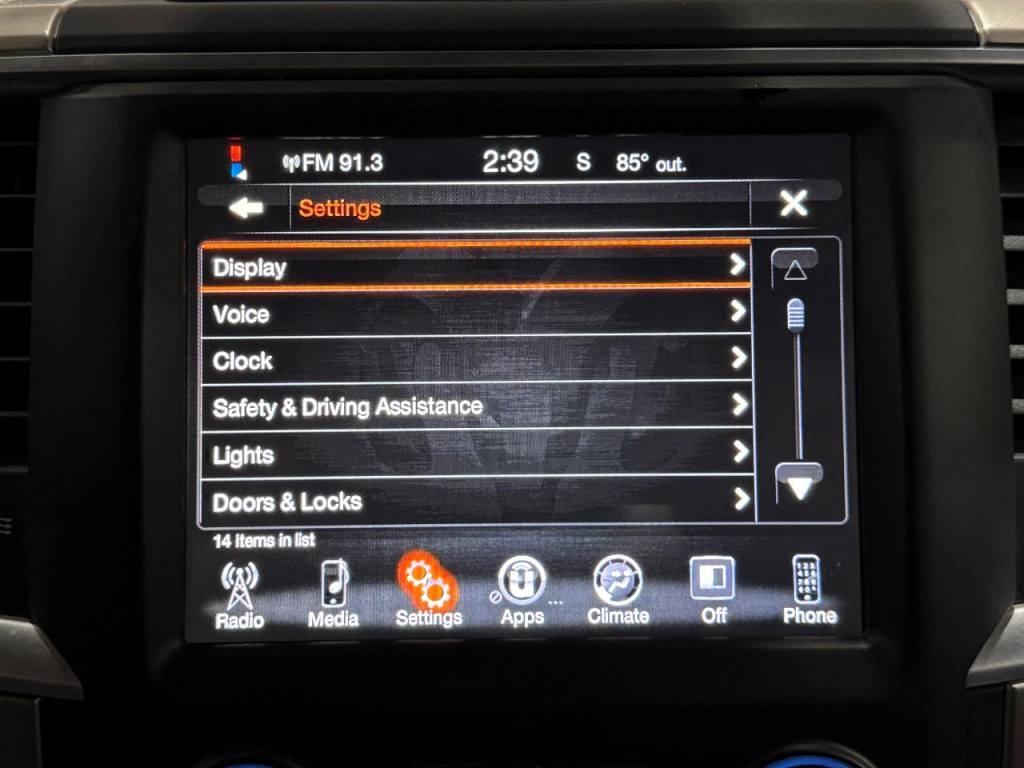 FM 91.3 2:39 S 85° out.
Settings
Display
Voice
Clock
Safety & Driving Assistance
Lights
Doors & Locks
14 items in list
Radio Media Settings Apps ... Climate Off Phone